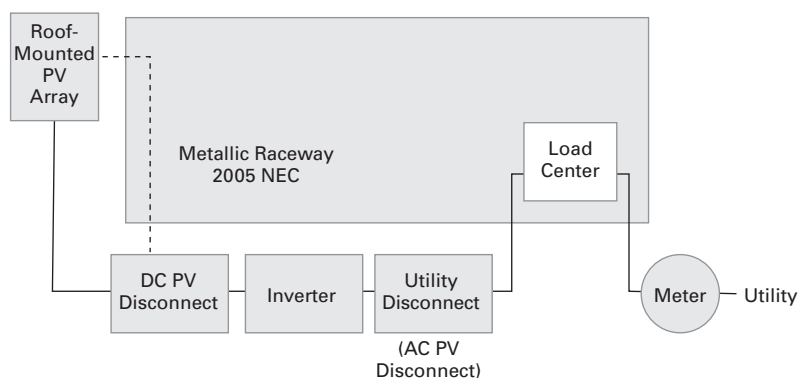 Roof-
Mounted
PV
Array
Metallic Raceway
2005 NEC
Load
Center
DC PV
Disconnect
Inverter
Utility
Disconnect
(AC PV
Disconnect)
Meter
Utility